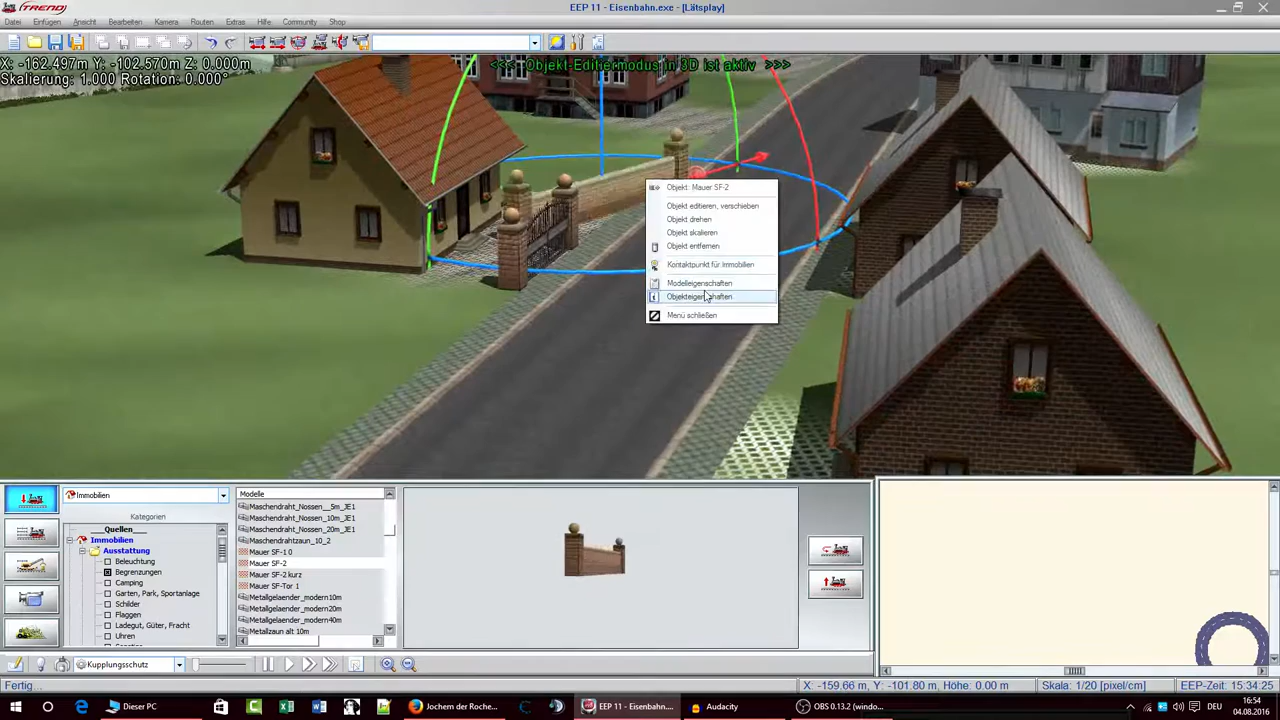 TREND EEP 11 - Eisenbahn.exe - [Lätsplay]
Datei Einfügen Ansicht Bearbeiten Kamera Routen Extras Hilfe Community Shop
X: -162.497m Y: -102.570m Z: 0.000m
<<< Objekt-Editiermodus in 3D ist aktiv >>>
Skalierung: 1.000 Rotation: 0.000°
Objekt: Mauer SF-2
Objekt editieren, verschieben
Objekt drehen
Objekt skalieren
Objekt entfernen
Kontaktpunkt für Immobilien
Modelleigenschaften
Menü schließen
Immobilien
Kategorien
__Quellen__
Immobilien
Ausstattung
Beleuchtung
Begrenzungen
Camping
Garten, Park, Sportanlage
Schilder
Flaggen
Ladegut, Güter, Fracht
Uhren
Modelle
Maschendraht_Nossen__5m_JE1
Maschendraht_Nossen_10m_JE1
Maschendraht_Nossen_20m_JE1
Maschendrahtzaun_10_2
Mauer SF-1 0
Mauer SF-2
Mauer SF-2 kurz
Mauer SF-Tor 1
Metallgelaender_modern10m
Metallgelaender_modern20m
Metallgelaender_modern40m
Metallzaun alt 10m
Kupplungsschutz
Fertig...
X: -159.66 m, Y: -101.80 m, Höhe: 0.00 m Skala: 1/20 [pixel/cm] EEP-Zeit: 15:34:25
Dieser PC Jochem der Roche... EEP 11 - Eisenbahn.... Audacity OBS 0.13.2 (windo... DEU 16:54
04.08.2016